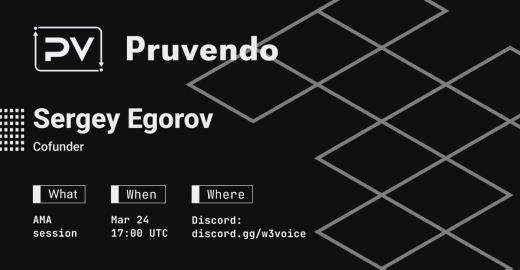 PV Pruvendo
Sergey Egorov
Cofunder
What
When
Where
AMA
session
Mar 24
17:00 UTC
Discord:
discord.gg/w3voice